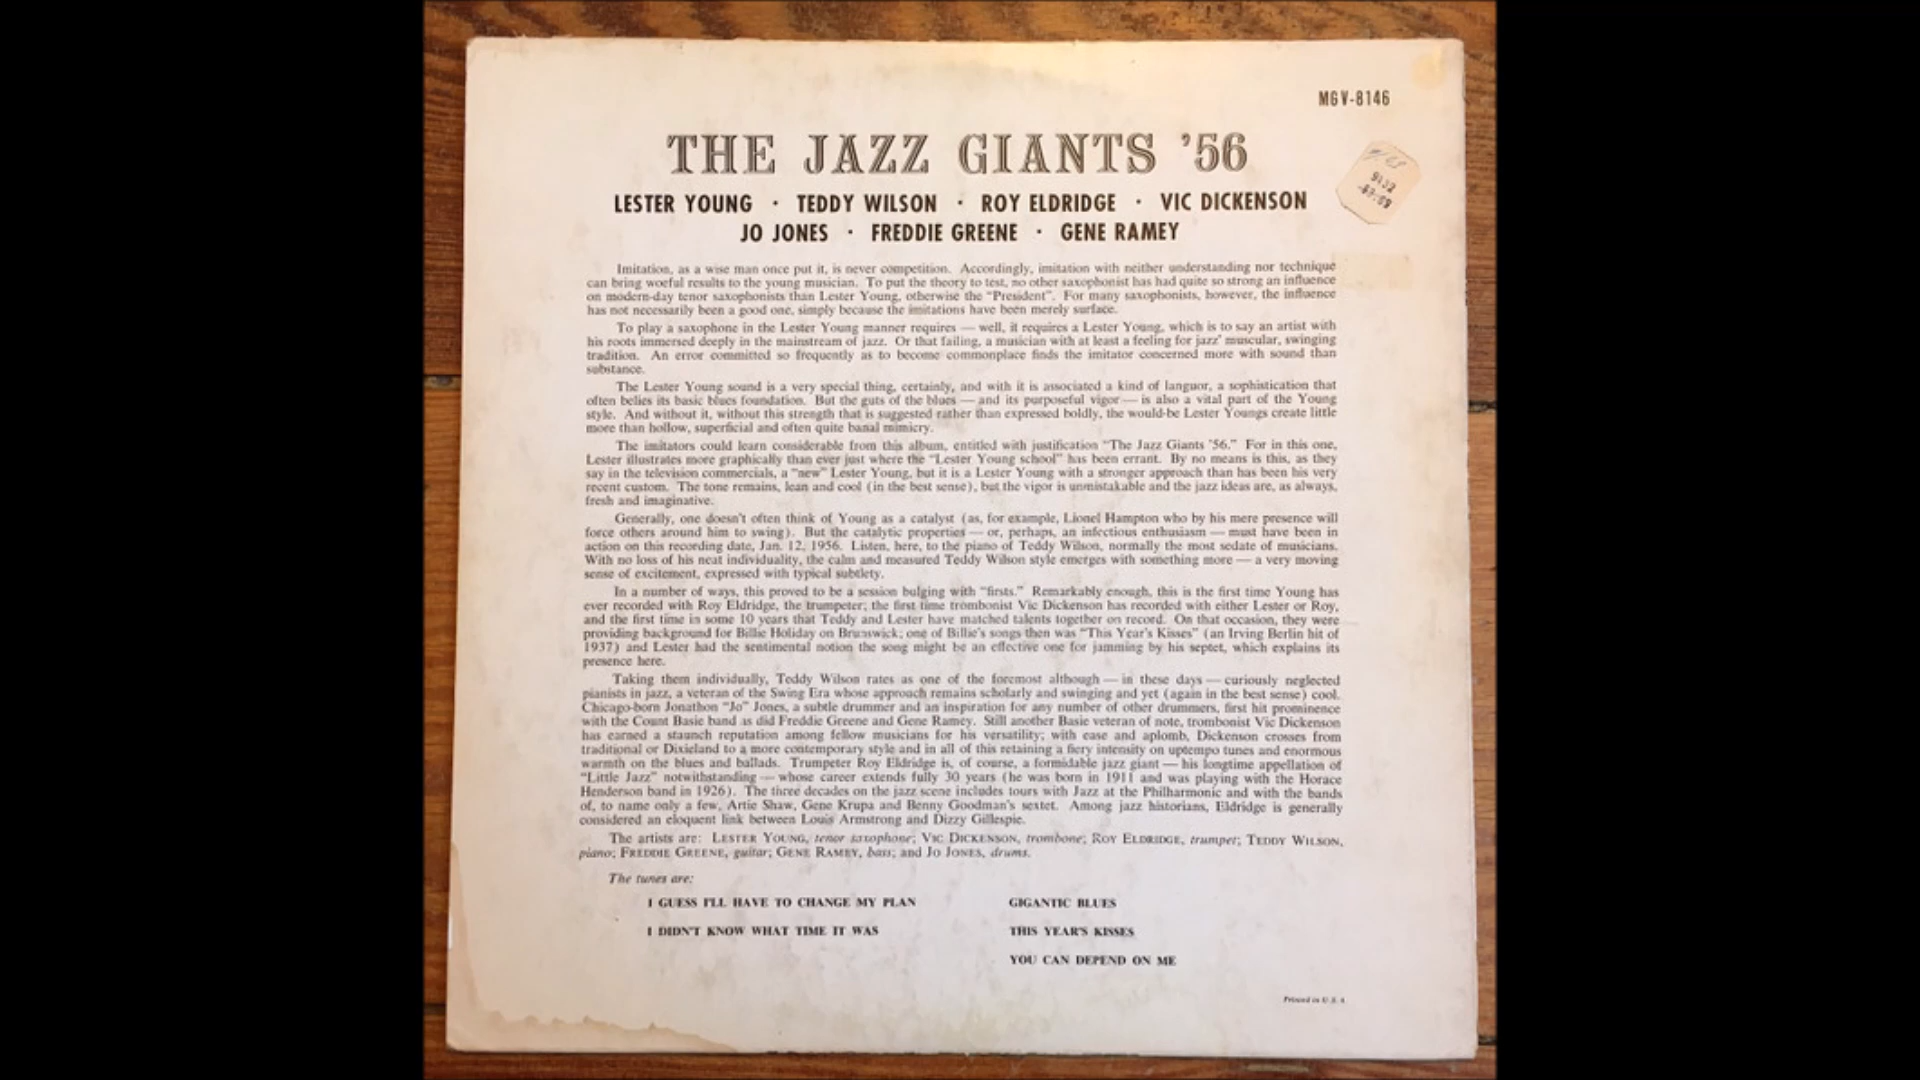 MGV-8146
THE JAZZ GIANTS '56
LESTER YOUNG · TEDDY WILSON · ROY ELDRIDGE · VIC DICKENSON
JO JONES · FREDDIE GREENE · GENE RAMEY
Imitation, as a wise man once put it, is never competition. Accordingly, imitation with neither understanding nor technique
can bring woeful results to the young musician. To put the theory to test, no other saxophonist has had quite so strong an influence
on modern-day tenor saxophonists than Lester Young, otherwise the "President". For many saxophonists, however, the influence
has not necessarily been a good one, simply because the imitations have been merely surface.
To play a saxophone in the Lester Young manner requires — well, it requires a Lester Young, which is to say an artist with
his roots immersed deeply in the mainstream of jazz. Or that failing, a musician with at least a feeling for jazz' muscular, swinging
tradition. An error committed so frequently as to become commonplace finds the imitator concerned more with sound than
substance.
The Lester Young sound is a very special thing, certainly, and with it is associated a kind of languor, a sophistication that
often belies its basic blues foundation. But the guts of the blues — and its purposeful vigor — is also a vital part of the Young
style. And without it, without this strength that is suggested rather than expressed boldly, the would-be Lester Youngs create little
more than hollow, superficial and often quite banal mimicry.
The imitators could learn considerable from this album, entitled with justification "The Jazz Giants '56." For in this one,
Lester illustrates more graphically than ever just where the "Lester Young school" has been errant. By no means is this, as they
say in the television commercials, a "new" Lester Young, but it is a Lester Young with a stronger approach than has been his very
recent custom. The tone remains, lean and cool (in the best sense), but the vigor is unmistakable and the jazz ideas are, as always,
fresh and imaginative.
Generally, one doesn't often think of Young as a catalyst (as, for example, Lionel Hampton who by his mere presence will
force others around him to swing). But the catalytic properties — or, perhaps, an infectious enthusiasm — must have been in
action on this recording date, Jan. 12, 1956. Listen, here, to the piano of Teddy Wilson, normally the most sedate of musicians.
With no loss of his neat individuality, the calm and measured Teddy Wilson style emerges with something more — a very moving
sense of excitement, expressed with typical subtlety.
In a number of ways, this proved to be a session bulging with "firsts." Remarkably enough, this is the first time Young has
ever recorded with Roy Eldridge, the trumpeter; the first time trombonist Vic Dickenson has recorded with either Lester or Roy,
and the first time in some 10 years that Teddy and Lester have matched talents together on record. On that occasion, they were
providing background for Billie Holiday on Brunswick; one of Billie's songs then was "This Year's Kisses" (an Irving Berlin hit of
1937) and Lester had the sentimental notion the song might be an effective one for jamming by his septet, which explains its
presence here.
Taking them individually, Teddy Wilson rates as one of the foremost although — in these days — curiously neglected
pianists in jazz, a veteran of the Swing Era whose approach remains scholarly and swinging and yet (again in the best sense) cool.
Chicago-born Jonathon "Jo" Jones, a subtle drummer and an inspiration for any number of other drummers, first hit prominence
with the Count Basie band as did Freddie Greene and Gene Ramey. Still another Basie veteran of note, trombonist Vic Dickenson
has earned a staunch reputation among fellow musicians for his versatility; with ease and aplomb, Dickenson crosses from
traditional or Dixieland to a more contemporary style and in all of this retaining a fiery intensity on uptempo tunes and enormous
warmth on the blues and ballads. Trumpeter Roy Eldridge is, of course, a formidable jazz giant — his longtime appellation of
"Little Jazz" notwithstanding — whose career extends fully 30 years (he was born in 1911 and was playing with the Horace
Henderson band in 1926). The three decades on the jazz scene includes tours with Jazz at the Philharmonic and with the bands
of, to name only a few, Artie Shaw, Gene Krupa and Benny Goodman's sextet. Among jazz historians, Eldridge is generally
considered an eloquent link between Louis Armstrong and Dizzy Gillespie.
The artists are: LESTER YOUNG, tenor saxophone; VIC DICKENSON, trombone; ROY ELDRIDGE, trumpet; TEDDY WILSON,
piano; FREDDIE GREENE, guitar; GENE RAMEY, bass; and JO JONES, drums.
The tunes are:
I GUESS I'LL HAVE TO CHANGE MY PLAN
I DIDN'T KNOW WHAT TIME IT WAS
GIGANTIC BLUES
THIS YEAR'S KISSES
YOU CAN DEPEND ON ME
Printed in U.S.A.